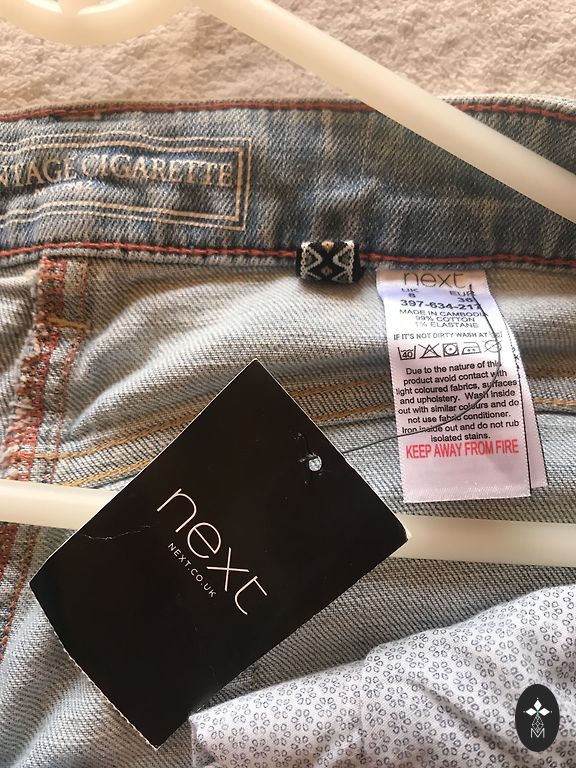 NTAGE CIGARETTE
next
UK EUR
8 36
397-634-217
MADE IN CAMBODIA
99% COTTON
1% ELASTANE
IF IT'S NOT DIRTY WASH AT 30°
40
Due to the nature of this
product avoid contact with
light coloured fabrics, surfaces
and upholstery. Wash inside
out with similar colours and do
not use fabric conditioner.
Iron inside out and do not rub
isolated stains.
KEEP AWAY FROM FIRE
next
NEXT.CO.UK
M